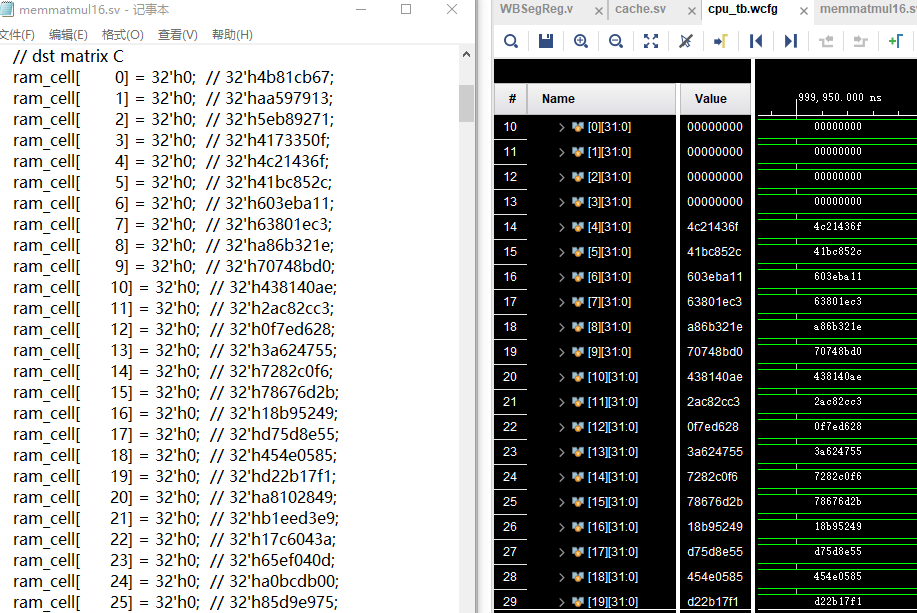 memmatmul16.sv - 记事本
文件(F) 编辑(E) 格式(O) 查看(V) 帮助(H)
// dst matrix C
ram_cell[ 0] = 32'h0; // 32'h4b81cb67;
ram_cell[ 1] = 32'h0; // 32'haa597913;
ram_cell[ 2] = 32'h0; // 32'h5eb89271;
ram_cell[ 3] = 32'h0; // 32'h4173350f;
ram_cell[ 4] = 32'h0; // 32'h4c21436f;
ram_cell[ 5] = 32'h0; // 32'h41bc852c;
ram_cell[ 6] = 32'h0; // 32'h603eba11;
ram_cell[ 7] = 32'h0; // 32'h63801ec3;
ram_cell[ 8] = 32'h0; // 32'ha86b321e;
ram_cell[ 9] = 32'h0; // 32'h70748bd0;
ram_cell[ 10] = 32'h0; // 32'h438140ae;
ram_cell[ 11] = 32'h0; // 32'h2ac82cc3;
ram_cell[ 12] = 32'h0; // 32'h0f7ed628;
ram_cell[ 13] = 32'h0; // 32'h3a624755;
ram_cell[ 14] = 32'h0; // 32'h7282c0f6;
ram_cell[ 15] = 32'h0; // 32'h78676d2b;
ram_cell[ 16] = 32'h0; // 32'h18b95249;
ram_cell[ 17] = 32'h0; // 32'hd75d8e55;
ram_cell[ 18] = 32'h0; // 32'h454e0585;
ram_cell[ 19] = 32'h0; // 32'hd22b17f1;
ram_cell[ 20] = 32'h0; // 32'ha8102849;
ram_cell[ 21] = 32'h0; // 32'hb1eed3e9;
ram_cell[ 22] = 32'h0; // 32'h17c6043a;
ram_cell[ 23] = 32'h0; // 32'h65ef040d;
ram_cell[ 24] = 32'h0; // 32'ha0bcdb00;
ram_cell[ 25] = 32'h0; // 32'h85d9e975;
WBSegReg.v cache.sv cpu_tb.wcfg memmatmul16.s
# Name Value 999,950.000 ns
10 [0][31:0] 00000000 00000000
11 [1][31:0] 00000000 00000000
12 [2][31:0] 00000000 00000000
13 [3][31:0] 00000000 00000000
14 [4][31:0] 4c21436f 4c21436f
15 [5][31:0] 41bc852c 41bc852c
16 [6][31:0] 603eba11 603eba11
17 [7][31:0] 63801ec3 63801ec3
18 [8][31:0] a86b321e a86b321e
19 [9][31:0] 70748bd0 70748bd0
20 [10][31:0] 438140ae 438140ae
21 [11][31:0] 2ac82cc3 2ac82cc3
22 [12][31:0] 0f7ed628 0f7ed628
23 [13][31:0] 3a624755 3a624755
24 [14][31:0] 7282c0f6 7282c0f6
25 [15][31:0] 78676d2b 78676d2b
26 [16][31:0] 18b95249 18b95249
27 [17][31:0] d75d8e55 d75d8e55
28 [18][31:0] 454e0585 454e0585
29 [19][31:0] d22b17f1 d22b17f1